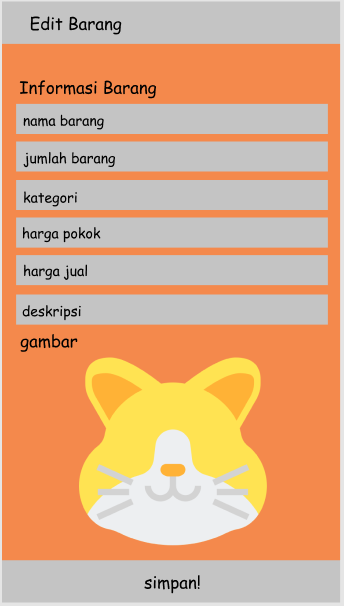 Edit Barang
Informasi Barang
nama barang
jumlah barang
kategori
harga pokok
harga jual
deskripsi
gambar
simpan!